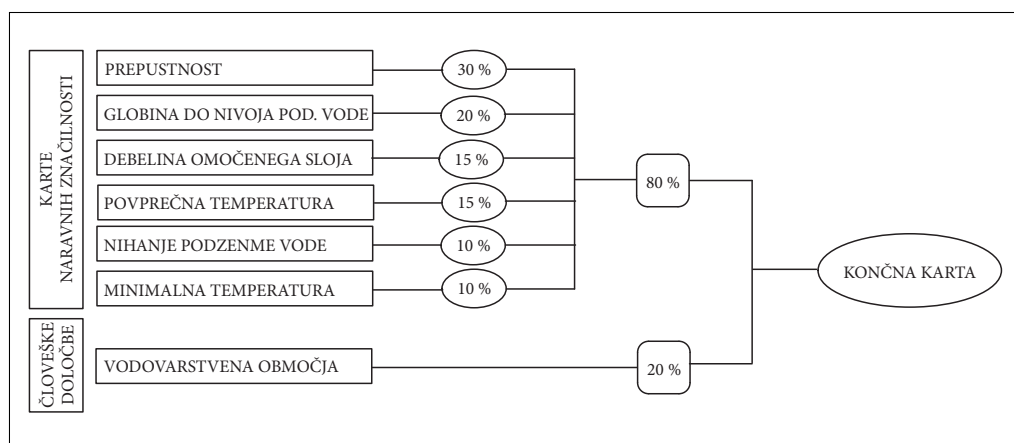 KARTE
NARAVNIH ZNAČILNOSTI
PREPUSTNOST
30 %
GLOBINA DO NIVOJA POD. VODE
20 %
DEBELINA OMOČENEGA SLOJA
15 %
POVPREČNA TEMPERATURA
15 %
NIHANJE PODZENME VODE
10 %
MINIMALNA TEMPERATURA
10 %
80 %
KONČNA KARTA
ČLOVEŠKE
DOLOČBE
VODOVARSTVENA OBMOČJA
20 %